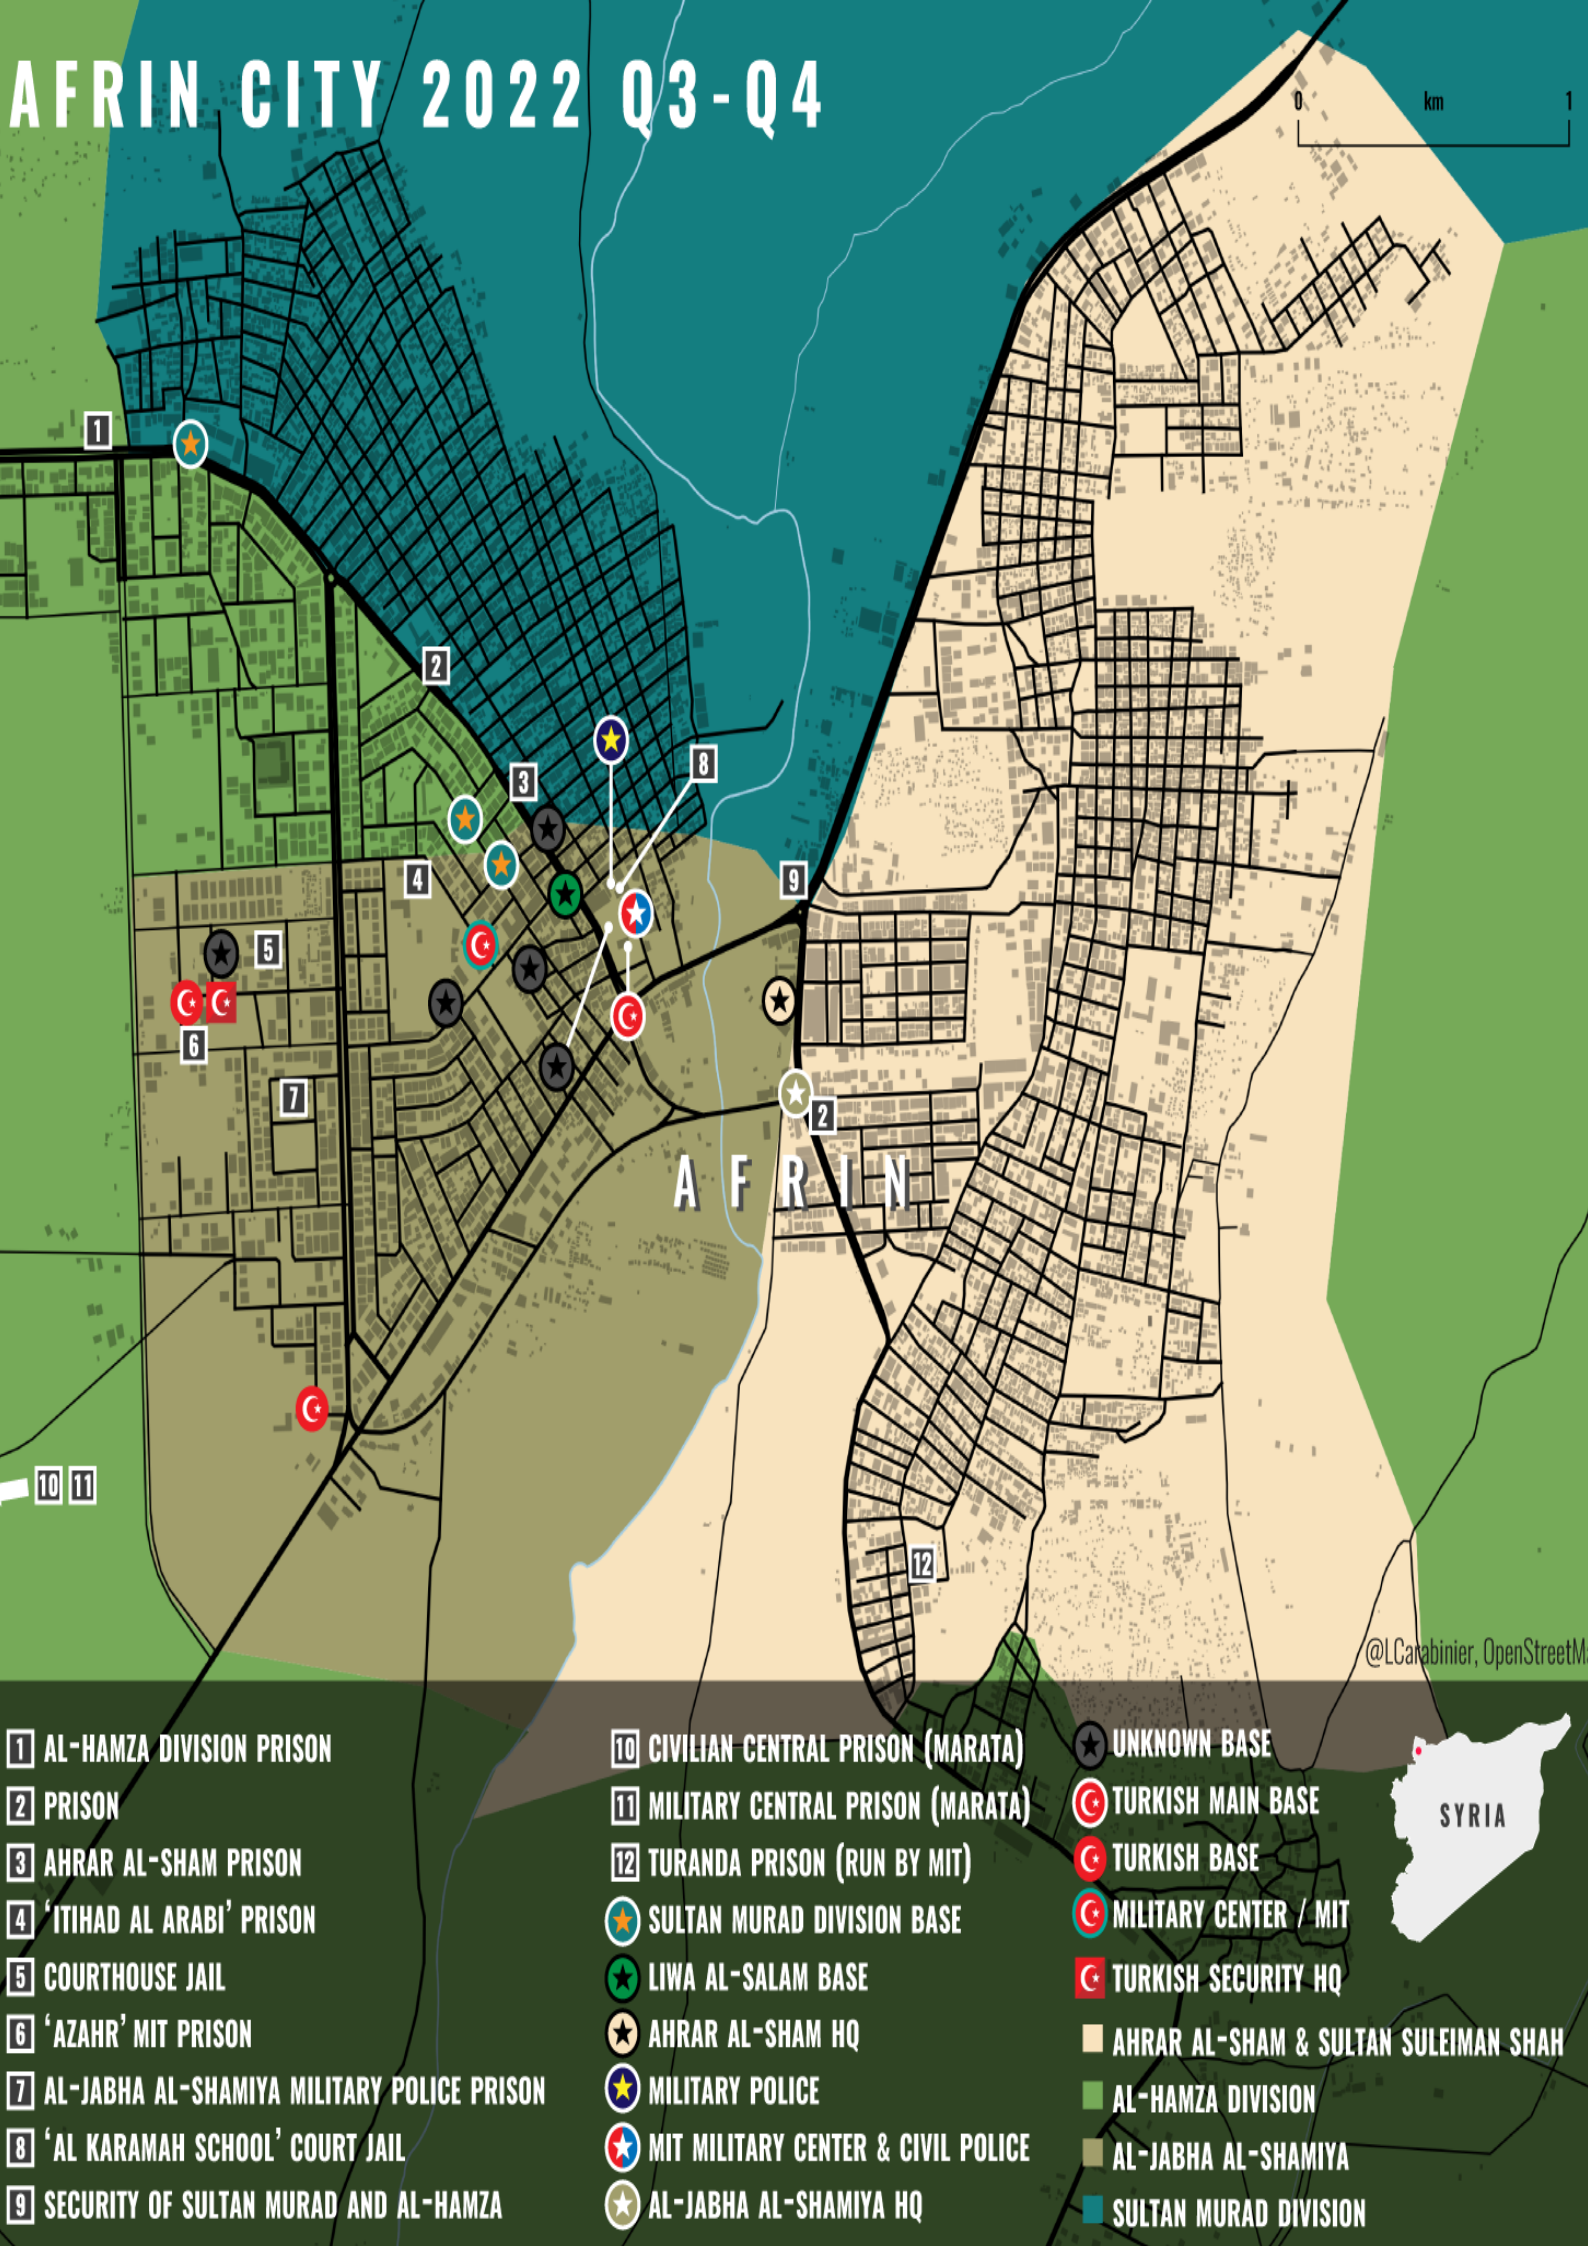 AFRIN CITY 2022 Q3-Q4
0 km 1
1
2
3
8
4
9
5
6
7
2
AFRIN
10 11
12
@LCarabinier, OpenStreetMa
1 AL-HAMZA DIVISION PRISON
2 PRISON
3 AHRAR AL-SHAM PRISON
4 ‘ITIHAD AL ARABI’ PRISON
5 COURTHOUSE JAIL
6 ‘AZAHR’ MIT PRISON
7 AL-JABHA AL-SHAMIYA MILITARY POLICE PRISON
8 ‘AL KARAMAH SCHOOL’ COURT JAIL
9 SECURITY OF SULTAN MURAD AND AL-HAMZA
10 CIVILIAN CENTRAL PRISON (MARATA)
11 MILITARY CENTRAL PRISON (MARATA)
12 TURANDA PRISON (RUN BY MIT)
SULTAN MURAD DIVISION BASE
LIWA AL-SALAM BASE
AHRAR AL-SHAM HQ
MILITARY POLICE
MIT MILITARY CENTER & CIVIL POLICE
AL-JABHA AL-SHAMIYA HQ
UNKNOWN BASE
TURKISH MAIN BASE
TURKISH BASE
MILITARY CENTER / MIT
TURKISH SECURITY HQ
AHRAR AL-SHAM & SULTAN SULEIMAN SHAH
AL-HAMZA DIVISION
AL-JABHA AL-SHAMIYA
SULTAN MURAD DIVISION
SYRIA